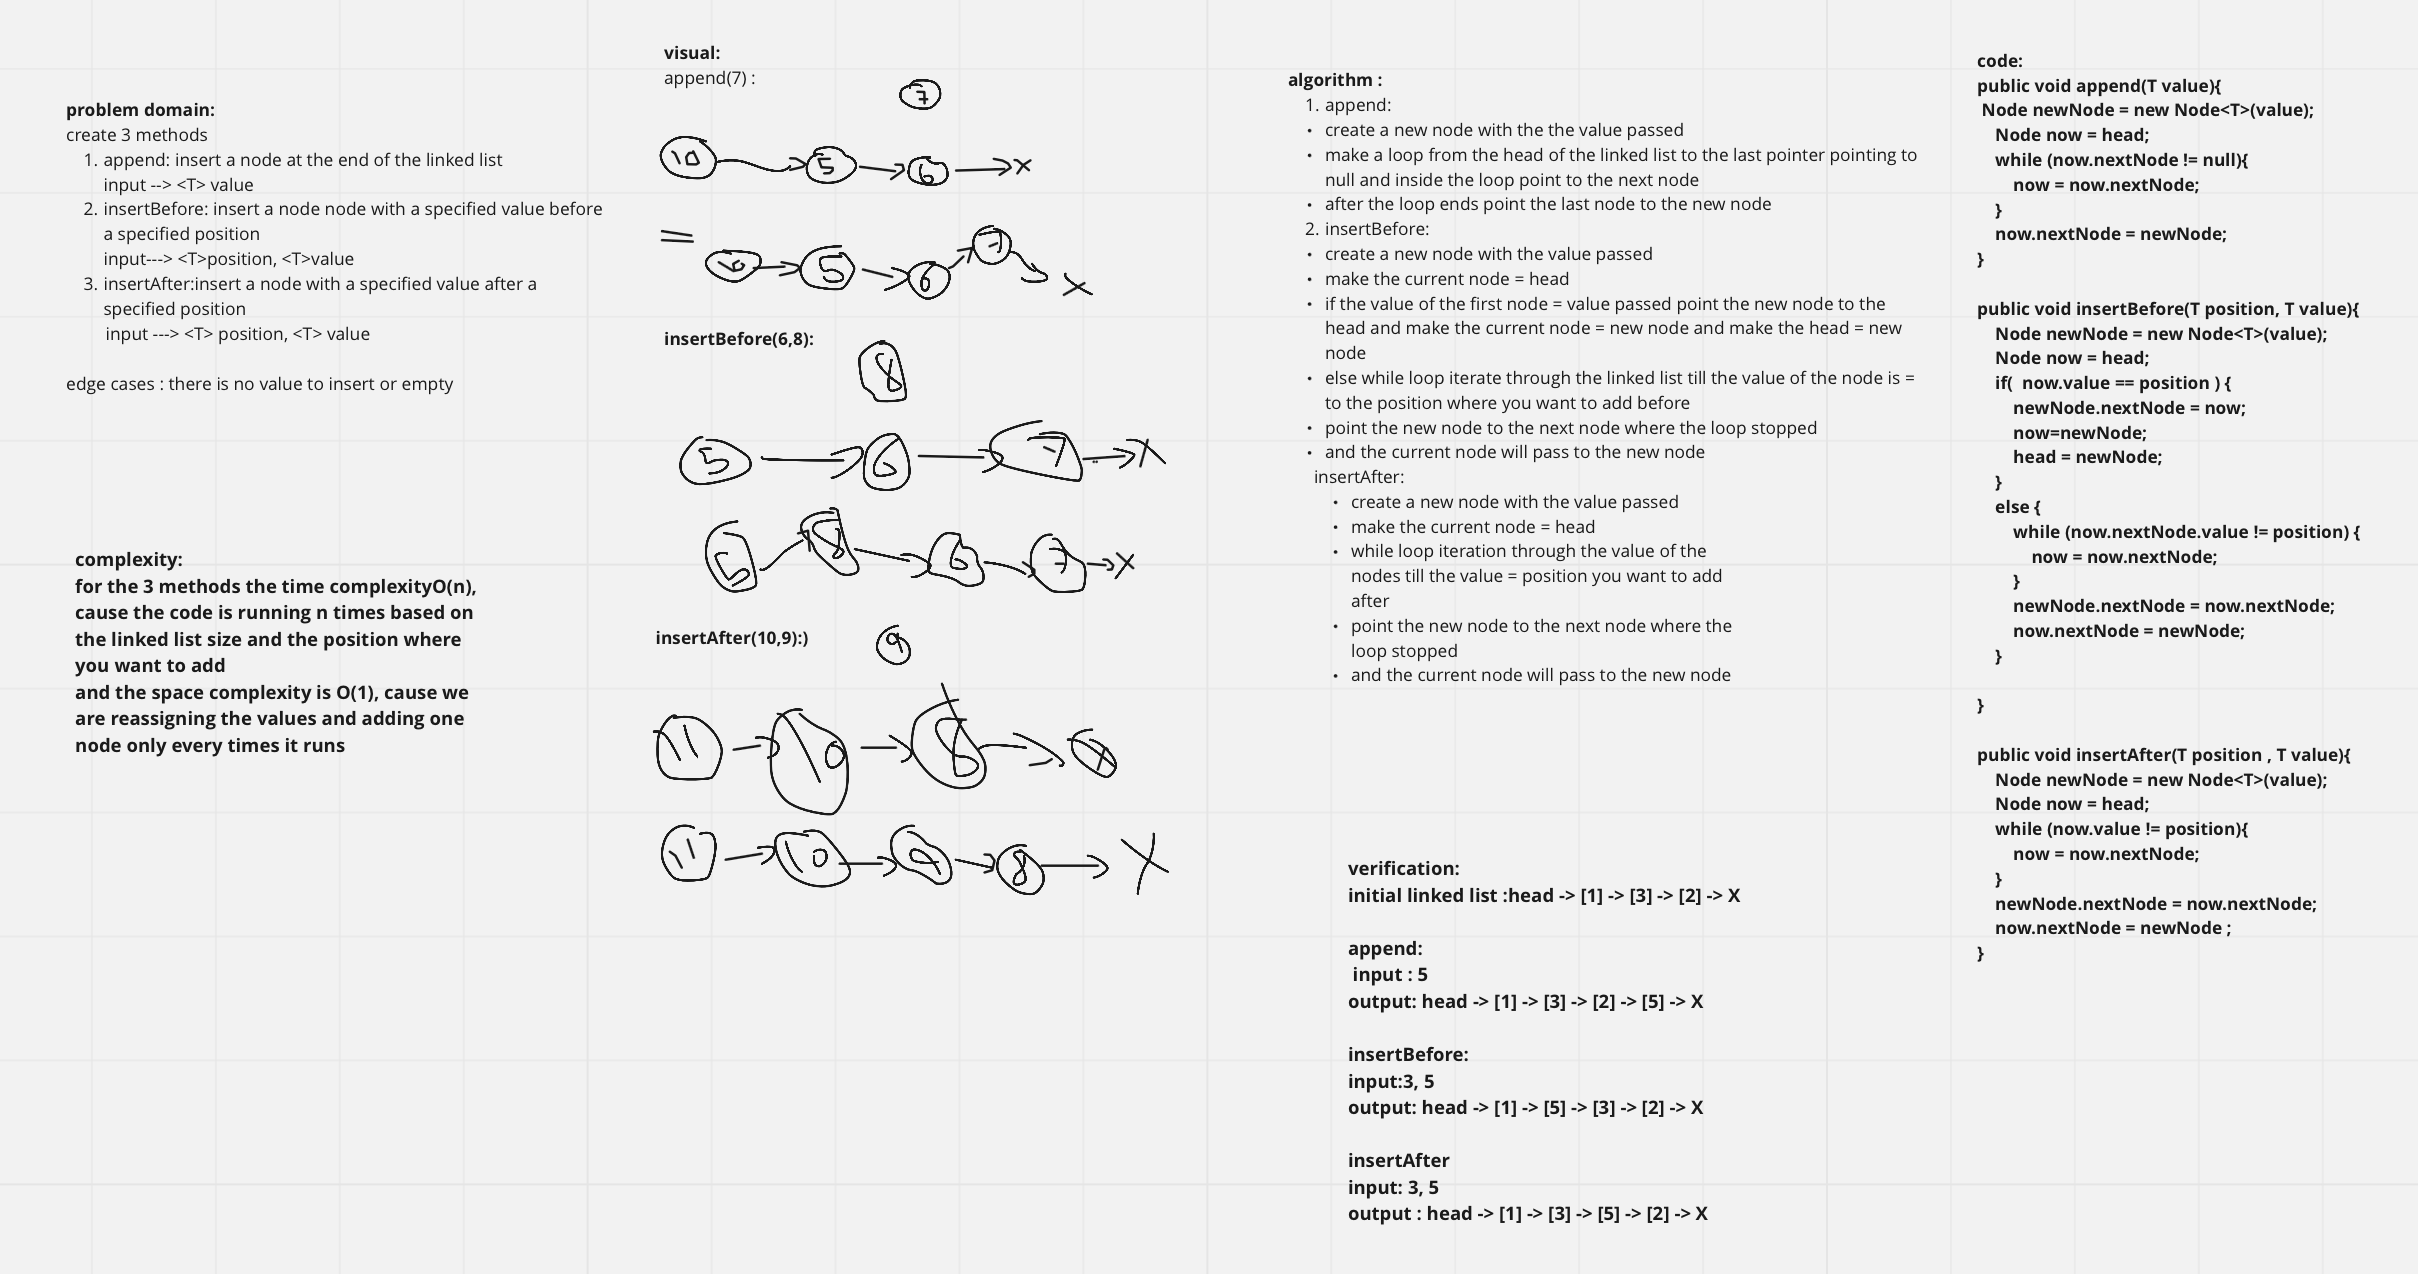 problem domain:
create 3 methods
1. append: insert a node at the end of the linked list
input --> <T> value
2. insertBefore: insert a node node with a specified value before
a specified position
input---> <T>position, <T>value
3. insertAfter:insert a node with a specified value after a
specified position
input ---> <T> position, <T> value
edge cases : there is no value to insert or empty
complexity:
for the 3 methods the time complexityO(n),
cause the code is running n times based on
the linked list size and the position where
you want to add
and the space complexity is O(1), cause we
are reassigning the values and adding one
node only every times it runs
visual:
append(7) :
7
10 5 6 X
= 10 5 6 7 X
insertBefore(6,8):
8
5 6 7 X
5 8 6 7 X
insertAfter(10,9):)
9
11 10 8 X
11 10 9 8 X
algorithm :
1. append:
• create a new node with the the value passed
• make a loop from the head of the linked list to the last pointer pointing to
null and inside the loop point to the next node
• after the loop ends point the last node to the new node
2. insertBefore:
• create a new node with the value passed
• make the current node = head
• if the value of the first node = value passed point the new node to the
head and make the current node = new node and make the head = new
node
• else while loop iterate through the linked list till the value of the node is =
to the position where you want to add before
• point the new node to the next node where the loop stopped
• and the current node will pass to the new node
insertAfter:
• create a new node with the value passed
• make the current node = head
• while loop iteration through the value of the
nodes till the value = position you want to add
after
• point the new node to the next node where the
loop stopped
• and the current node will pass to the new node
verification:
initial linked list :head -> [1] -> [3] -> [2] -> X
append:
input : 5
output: head -> [1] -> [3] -> [2] -> [5] -> X
insertBefore:
input:3, 5
output: head -> [1] -> [5] -> [3] -> [2] -> X
insertAfter
input: 3, 5
output : head -> [1] -> [3] -> [5] -> [2] -> X
code:
public void append(T value){
Node newNode = new Node<T>(value);
Node now = head;
while (now.nextNode != null){
now = now.nextNode;
}
now.nextNode = newNode;
}
public void insertBefore(T position, T value){
Node newNode = new Node<T>(value);
Node now = head;
if(  now.value == position ) {
newNode.nextNode = now;
now=newNode;
head = newNode;
}
else {
while (now.nextNode.value != position) {
now = now.nextNode;
}
newNode.nextNode = now.nextNode;
now.nextNode = newNode;
}
}
public void insertAfter(T position , T value){
Node newNode = new Node<T>(value);
Node now = head;
while (now.value != position){
now = now.nextNode;
}
newNode.nextNode = now.nextNode;
now.nextNode = newNode ;
}